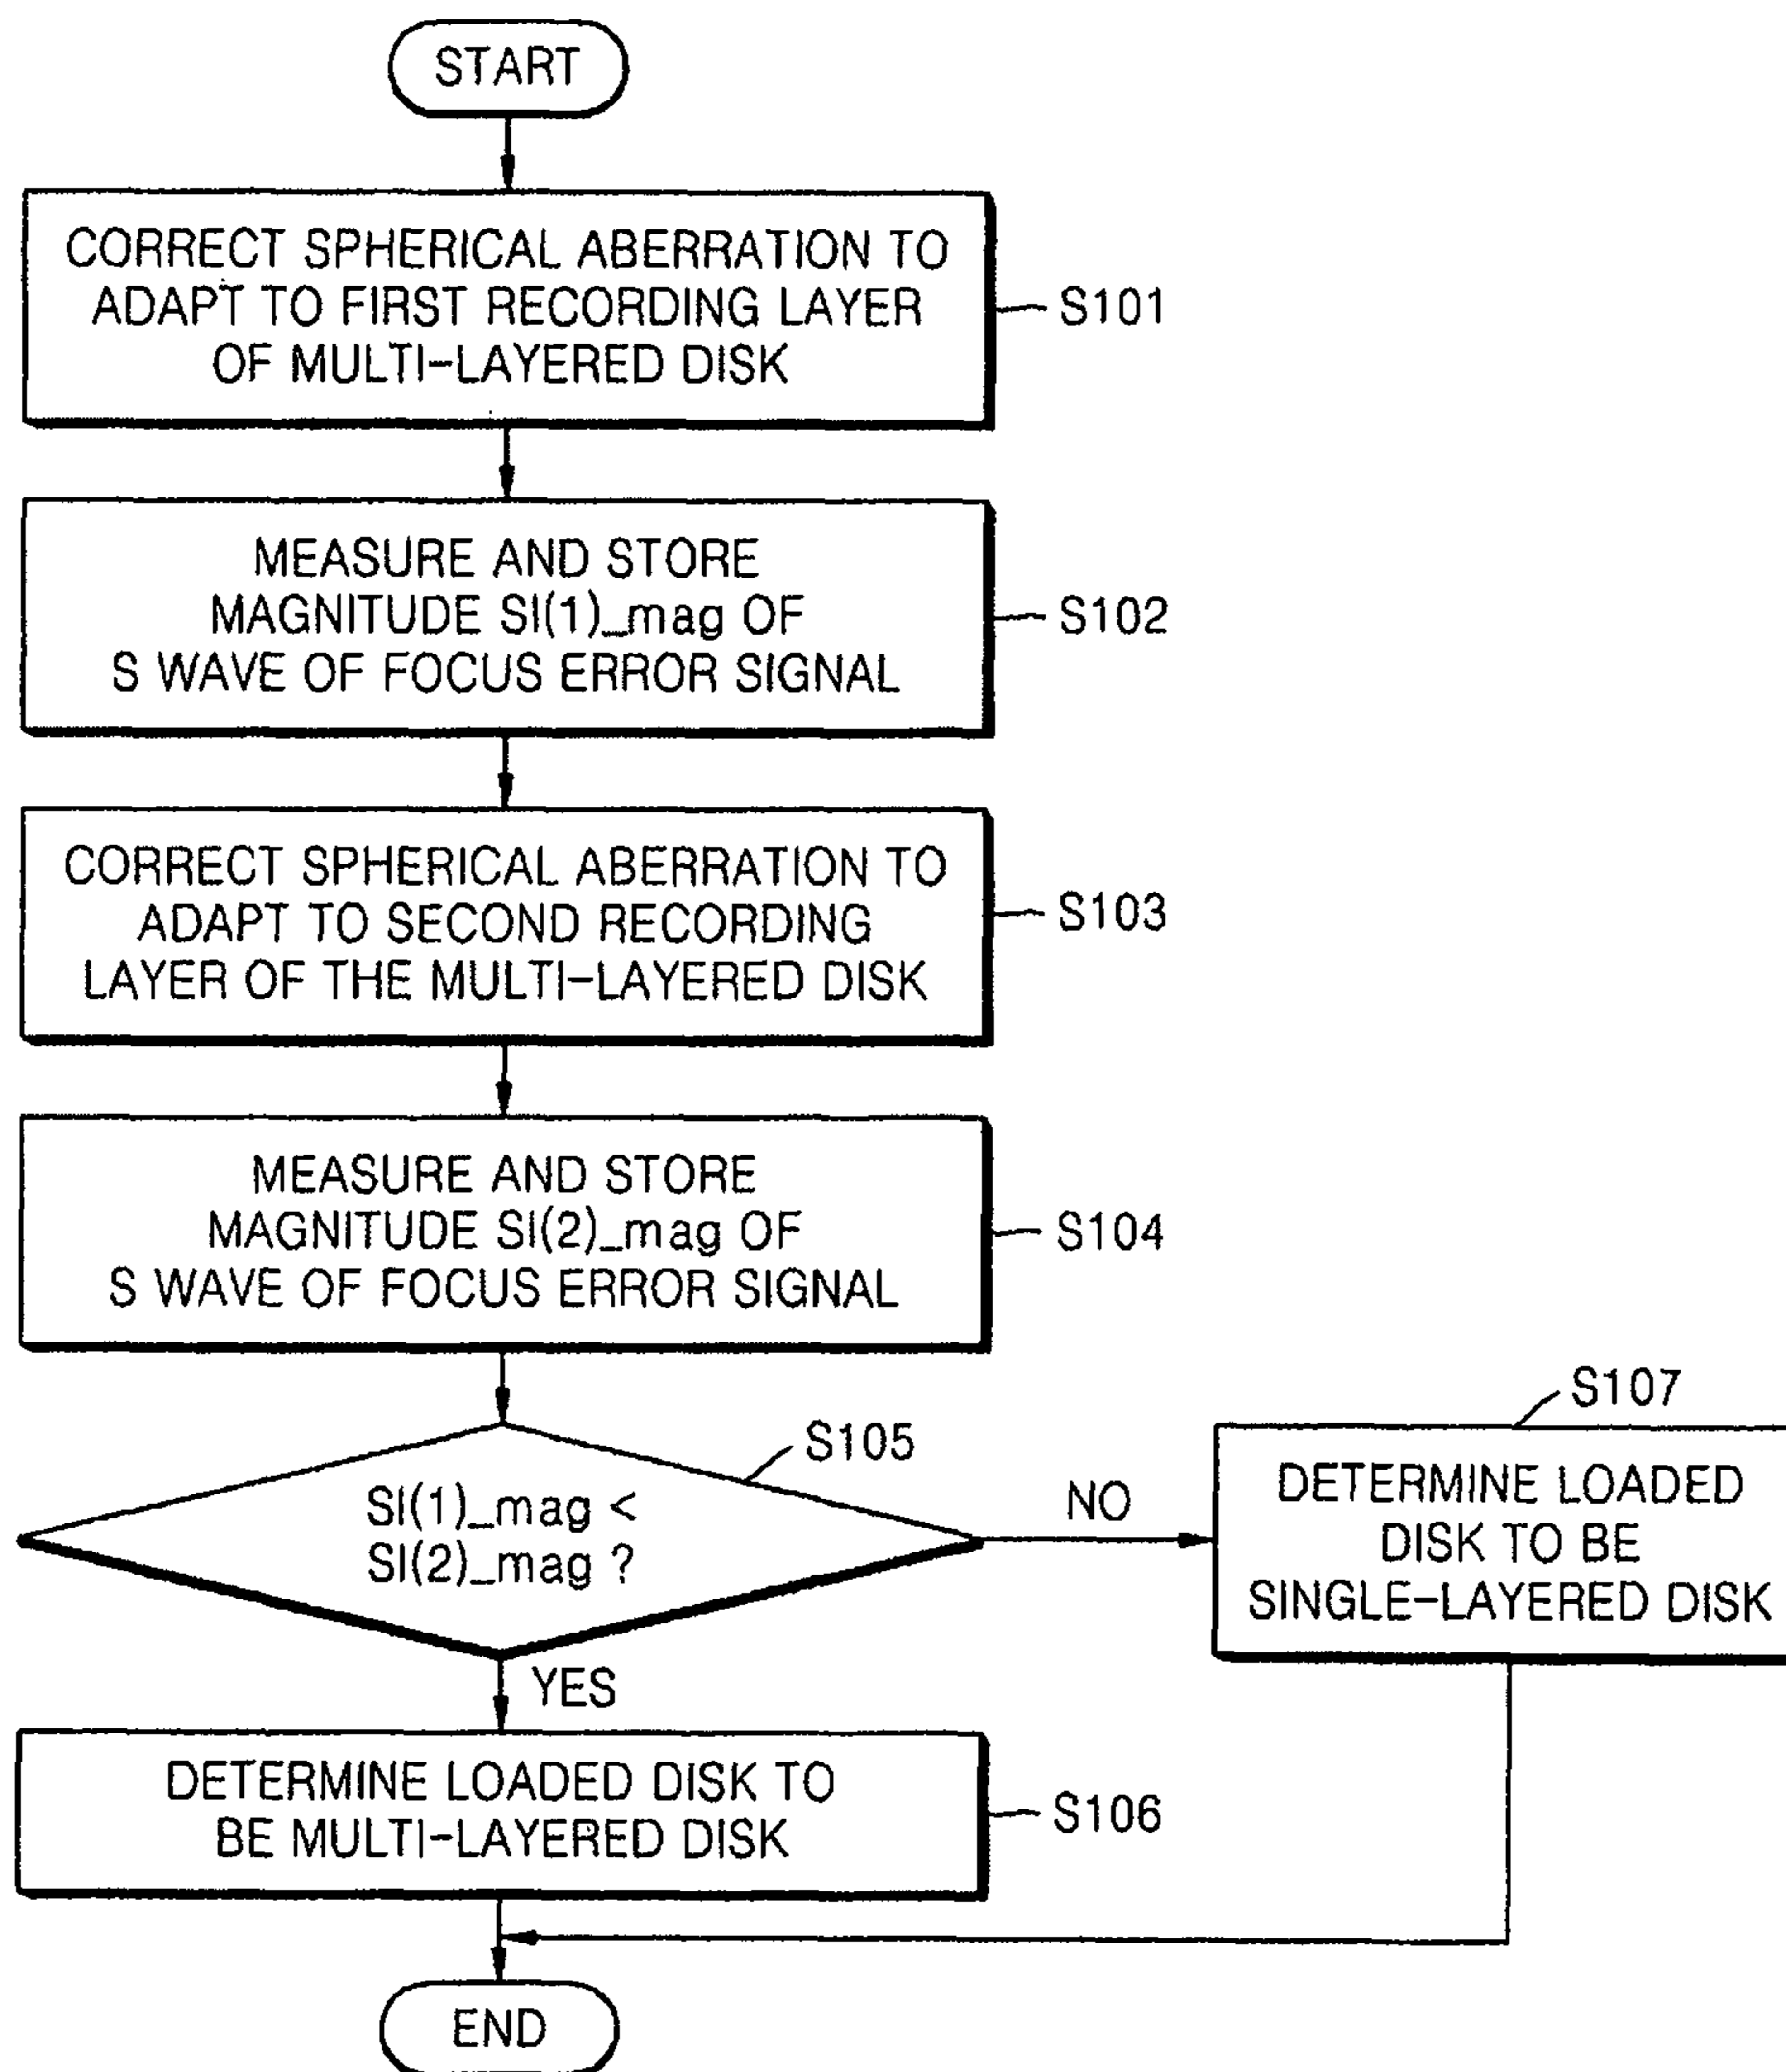 START
CORRECT SPHERICAL ABERRATION TO
ADAPT TO FIRST RECORDING LAYER
OF MULTI-LAYERED DISK
S101
MEASURE AND STORE
MAGNITUDE SI(1)_mag OF
S WAVE OF FOCUS ERROR SIGNAL
S102
CORRECT SPHERICAL ABERRATION TO
ADAPT TO SECOND RECORDING
LAYER OF THE MULTI-LAYERED DISK
S103
MEASURE AND STORE
MAGNITUDE SI(2)_mag OF
S WAVE OF FOCUS ERROR SIGNAL
S104
SI(1)_mag <
SI(2)_mag ?
S105
NO
S107
DETERMINE LOADED
DISK TO BE
SINGLE-LAYERED DISK
YES
DETERMINE LOADED DISK TO
BE MULTI-LAYERED DISK
S106
END